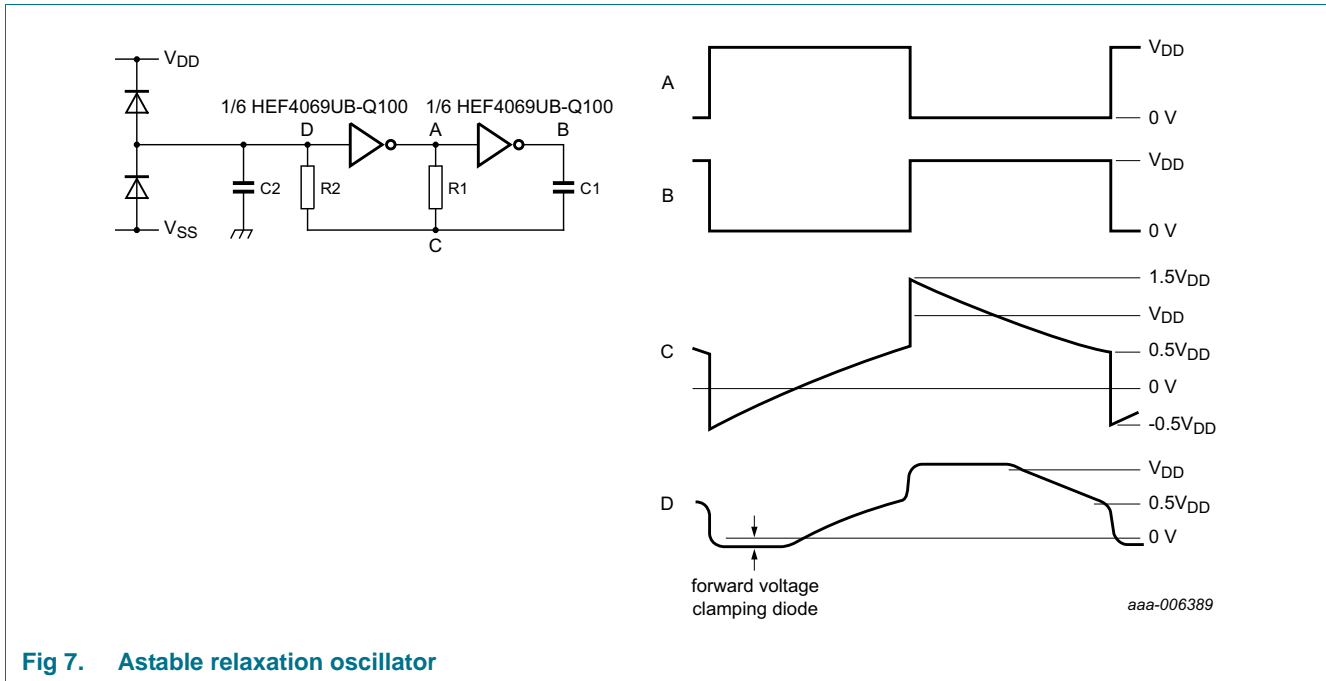 VDD
1/6 HEF4069UB-Q100 1/6 HEF4069UB-Q100
D A B
C2 R2 R1 C1
VSS
C
A
VDD
0 V
B
VDD
0 V
C
1.5VDD
VDD
0.5VDD
0 V
-0.5VDD
D
VDD
0.5VDD
0 V
forward voltage
clamping diode
aaa-006389
Fig 7. Astable relaxation oscillator